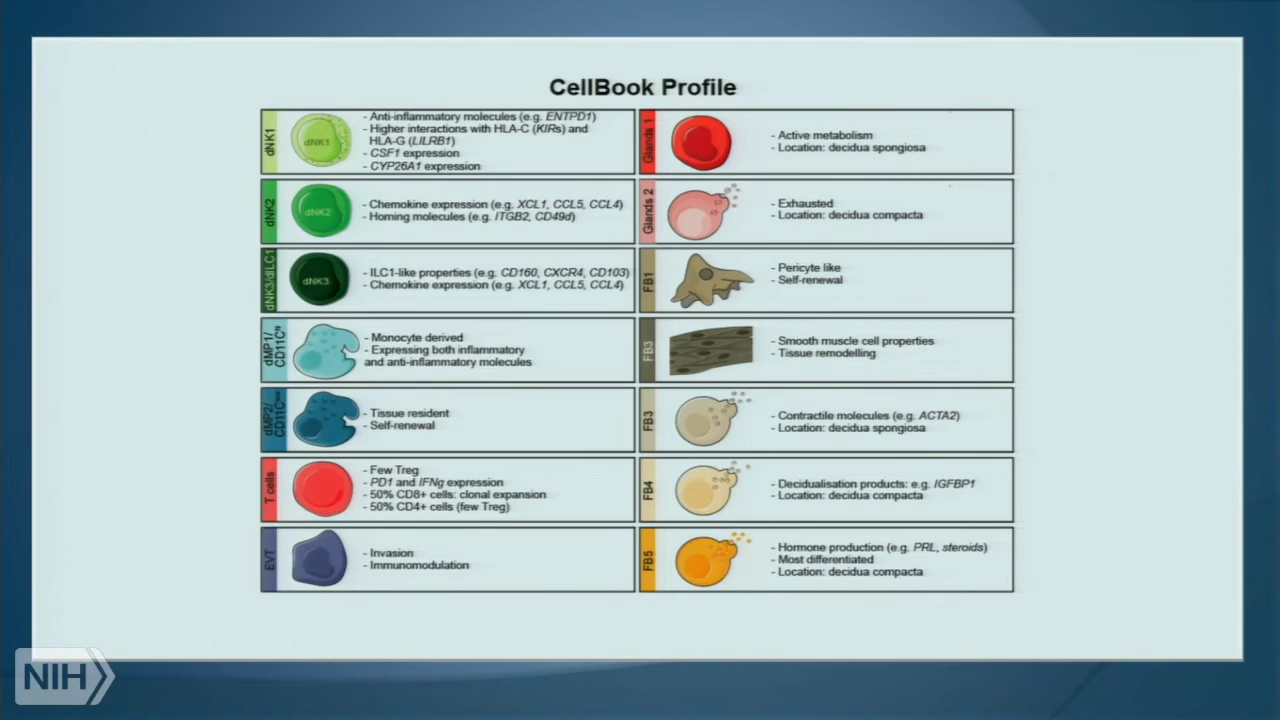 CellBook Profile
dNK1
dNK1
- Anti-inflammatory molecules (e.g. ENTPD1)
- Higher interactions with HLA-C (KIRs) and
HLA-G (LILRB1)
- CSF1 expression
- CYP26A1 expression
dNK2
dNK2
- Chemokine expression (e.g. XCL1, CCL5, CCL4)
- Homing molecules (e.g. ITGB2, CD49d)
dNK3/dILC1
dNK3
- ILC1-like properties (e.g. CD160, CXCR4, CD103)
- Chemokine expression (e.g. XCL1, CCL5, CCL4)
dMP1/
CD11C
- Monocyte derived
- Expressing both inflammatory
and anti-inflammatory molecules
dMP2/
CD11C
- Tissue resident
- Self-renewal
T cells
- Few Treg
- PD1 and IFNg expression
- 50% CD8+ cells: clonal expansion
- 50% CD4+ cells (few Treg)
EVT
- Invasion
- Immunomodulation
Glands 1
- Active metabolism
- Location: decidua spongiosa
Glands 2
- Exhausted
- Location: decidua compacta
FB1
- Pericyte like
- Self-renewal
FB3
- Smooth muscle cell properties
- Tissue remodelling
FB3
- Contractile molecules (e.g. ACTA2)
- Location: decidua spongiosa
FB4
- Decidualisation products: e.g. IGFBP1
- Location: decidua compacta
FB5
- Hormone production (e.g. PRL, steroids)
- Most differentiated
- Location: decidua compacta
NIH